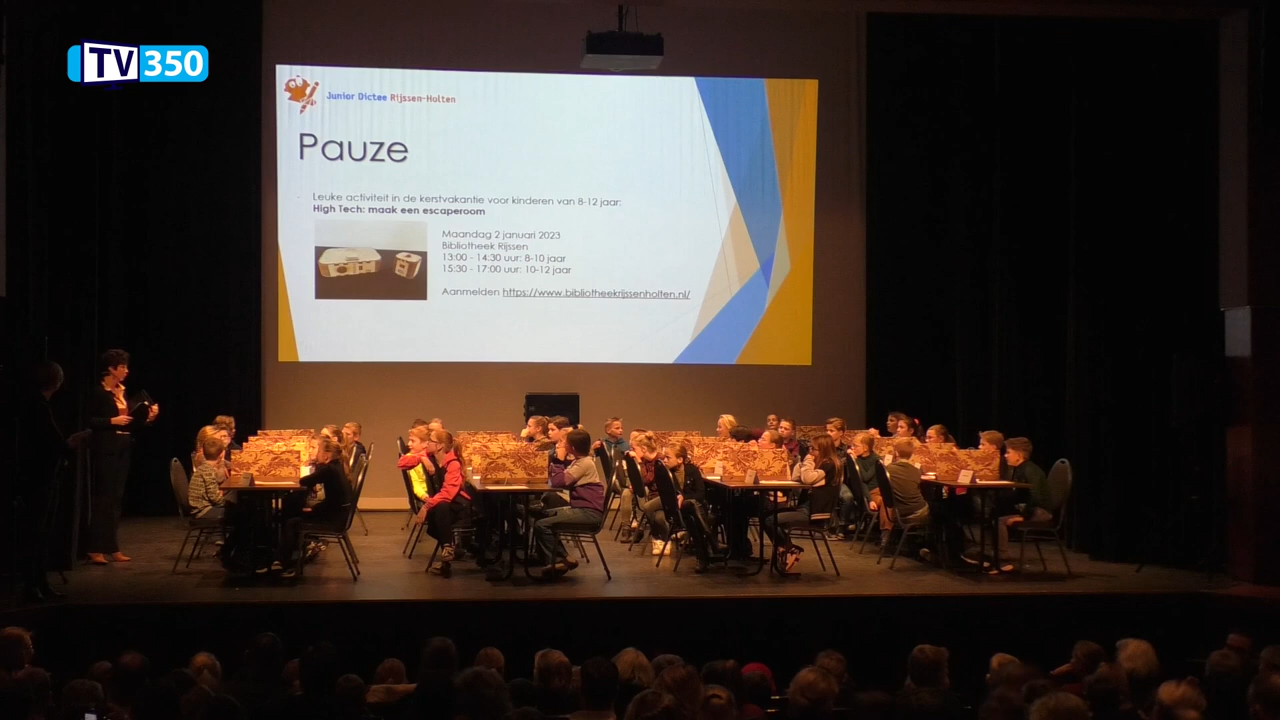 TV350
Junior Dictee Rijssen-Holten
Pauze
Leuke activiteit in de kerstvakantie voor kinderen van 8-12 jaar:
High Tech: maak een escaperoom
Maandag 2 januari 2023
Bibliotheek Rijssen
13:00 - 14:30 uur: 8-10 jaar
15:30 - 17:00 uur: 10-12 jaar
Aanmelden https://www.bibliotheekrijssenholten.nl/